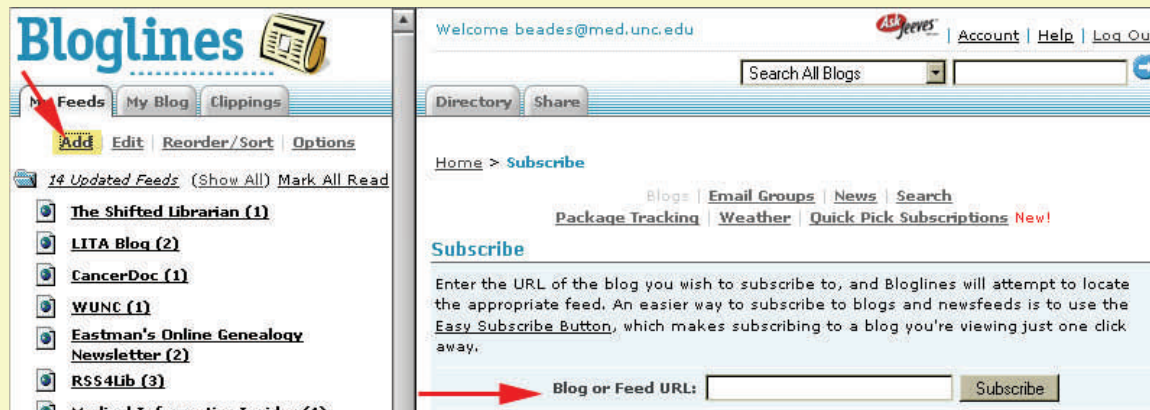 Bloglines
My Feeds My Blog Clippings
Add | Edit | Reorder/Sort | Options
14 Updated Feeds (Show All) Mark All Read
The Shifted Librarian (1)
LITA Blog (2)
CancerDoc (1)
WUNC (1)
Eastman's Online Genealogy
Newsletter (2)
RSS4Lib (3)
Welcome beades@med.unc.edu
Ask Jeeves | Account | Help | Log Ou
Search All Blogs
Directory Share
Home > Subscribe
Blogs | Email Groups | News | Search
Package Tracking | Weather | Quick Pick Subscriptions New!
Subscribe
Enter the URL of the blog you wish to subscribe to, and Bloglines will attempt to locate
the appropriate feed. An easier way to subscribe to blogs and newsfeeds is to use the
Easy Subscribe Button, which makes subscribing to a blog you're viewing just one click
away.
Blog or Feed URL: Subscribe